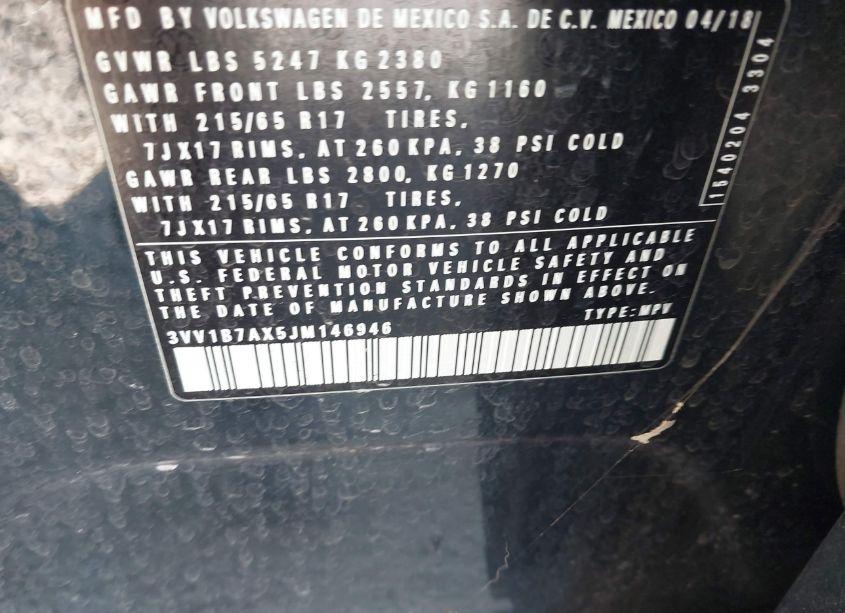 MFD BY VOLKSWAGEN DE MEXICO S.A. DE C.V. MEXICO 04/18
GVWR LBS 5247 KG 2380
GAWR FRONT LBS 2557, KG 1160
WITH 215/65 R17 TIRES,
7JX17 RIMS, AT 260 KPA, 38 PSI COLD
GAWR REAR LBS 2800, KG 1270
WITH 215/65 R17 TIRES,
7JX17 RIMS, AT 260 KPA, 38 PSI COLD
THIS VEHICLE CONFORMS TO ALL APPLICABLE
U.S. FEDERAL MOTOR VEHICLE SAFETY AND
THEFT PREVENTION STANDARDS IN EFFECT ON
THE DATE OF MANUFACTURE SHOWN ABOVE.
TYPE:MPV
3VV1B7AX5JM146946
1540204 3304